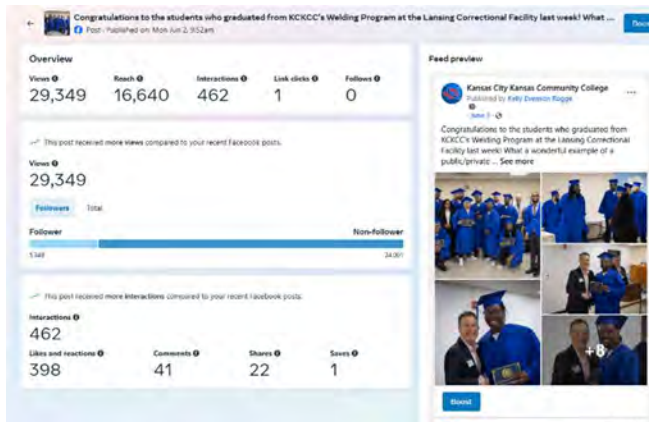 Congratulations to the students who graduated from KCKCC's Welding Program at the Lansing Correctional Facility last week! What ...
Post · Published on: Mon Jun 2, 9:52am
Boost
Overview
Views Reach Interactions Link clicks Follows
29,349 16,640 462 1 0
This post received more views compared to your recent Facebook posts.
Views
29,349
Followers Total
Follower Non-follower
This post received more interactions compared to your recent Facebook posts.
Interactions
462
Likes and reactions Comments Shares Saves
398 41 22 1
Feed preview
Kansas City Kansas Community College
Published by Kelly
June 2
Congratulations to the students who graduated from
KCKCC's Welding Program at the Lansing Correctional
Facility last week! What a wonderful example of a
public/private ... See more
+8
Boost